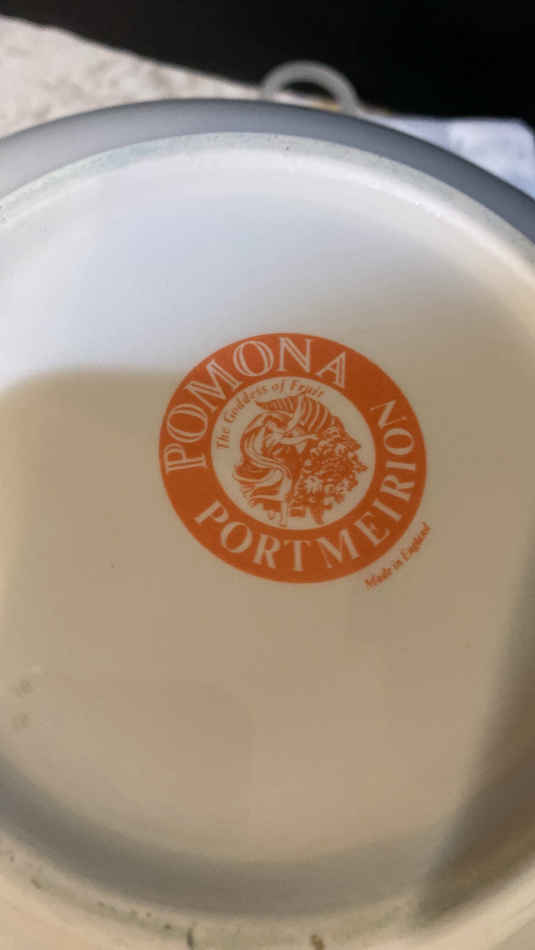 POMONA
The Goddess of Fruit
PORTMEIRION
Made in England